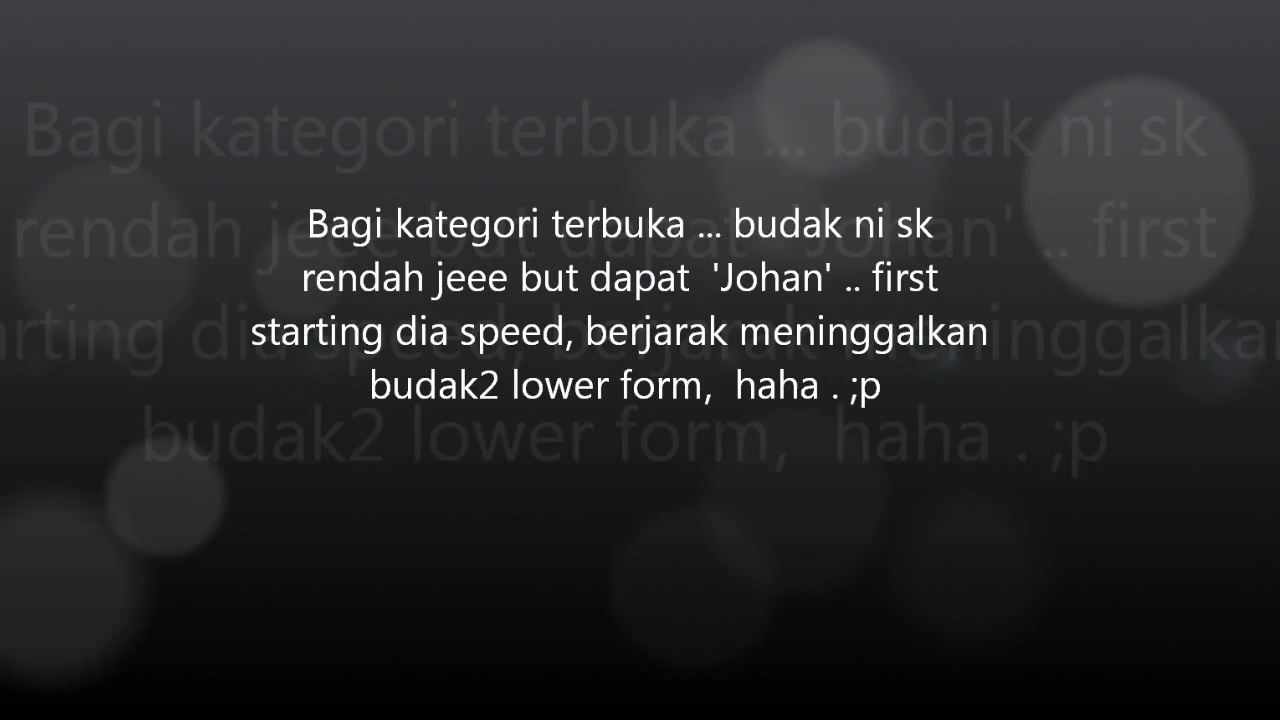 Bagi kategori terbuka ... budak ni sk
rendah jeee but dapat  'Johan' .. first
starting dia speed, berjarak meninggalkan
budak2 lower form,  haha . ;p